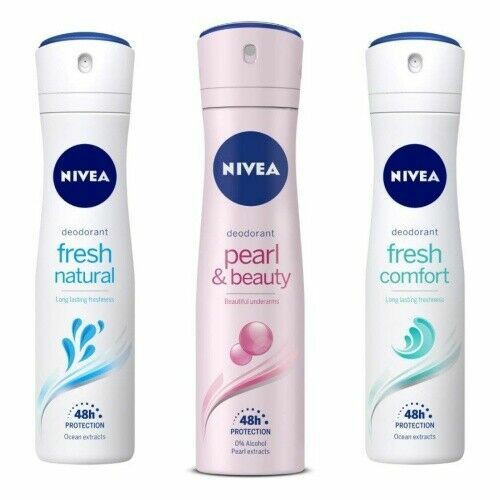 NIVEA
deodorant
fresh
natural
Long lasting freshness
48h
PROTECTION
Ocean extracts
NIVEA
deodorant
pearl
& beauty
Beautiful underarms
48h
PROTECTION
0% Alcohol
Pearl extracts
NIVEA
deodorant
fresh
comfort
Long lasting freshness
48h
PROTECTION
Ocean extracts